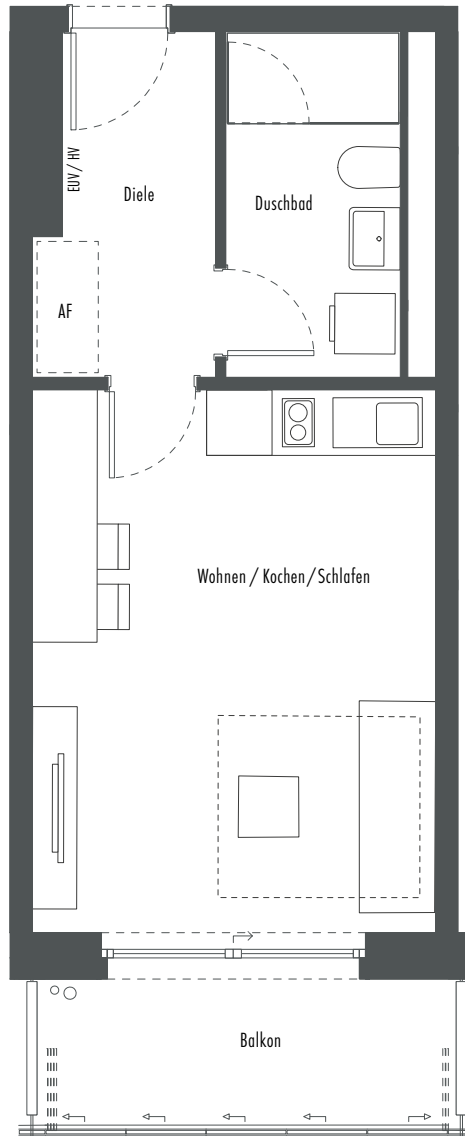 EUV/ HV
Diele
Duschbad
AF
Wohnen / Kochen / Schlafen
Balkon